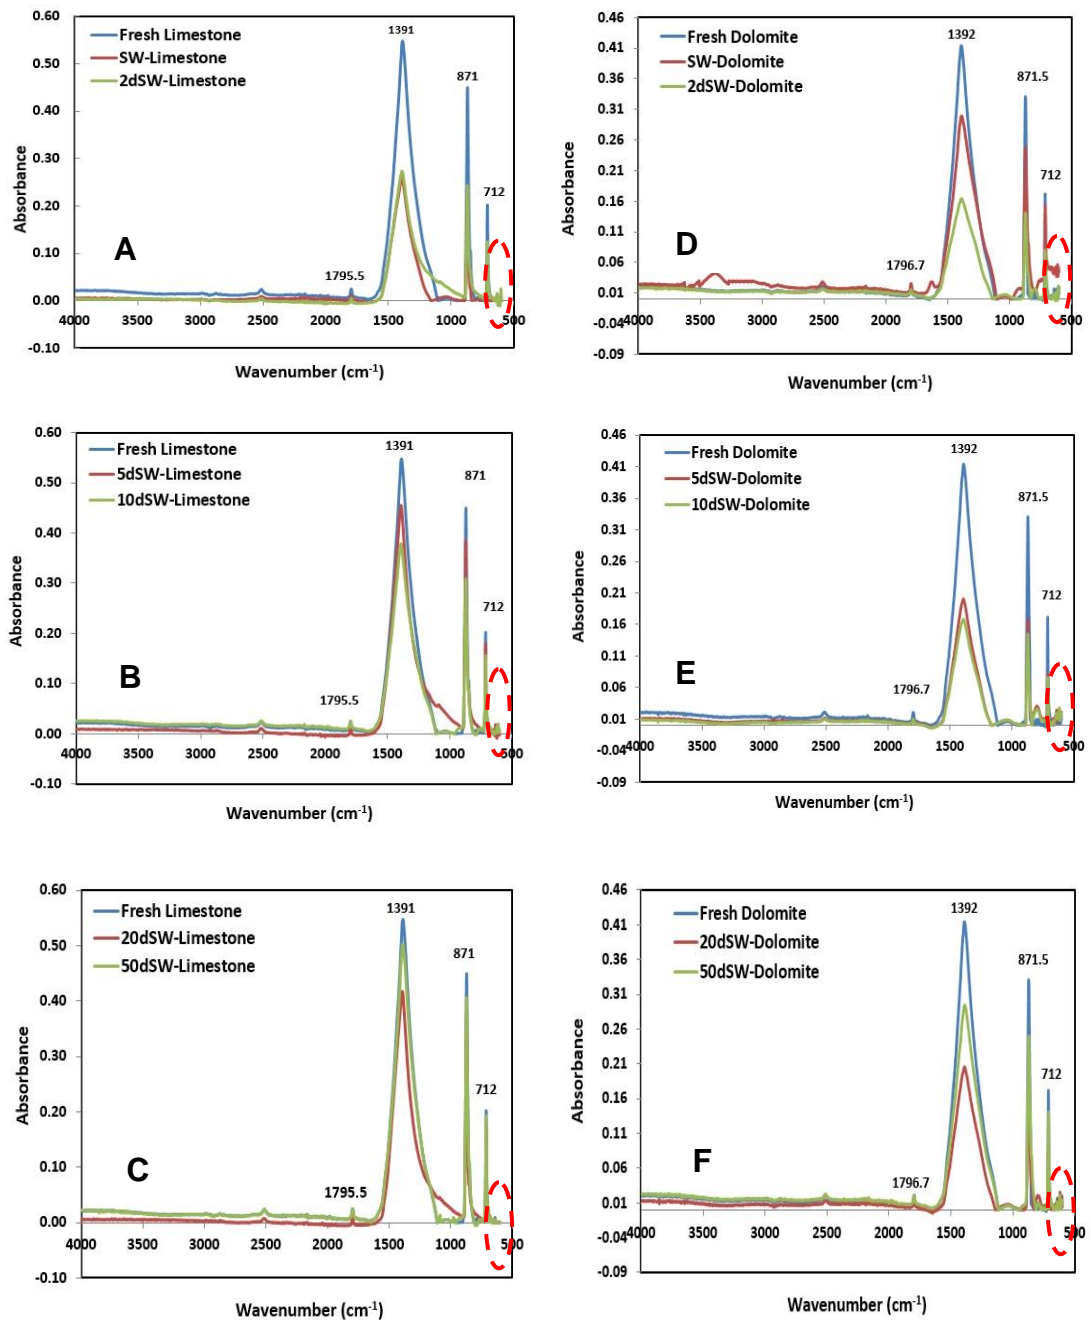 0.60
0.50
0.40
0.30
0.20
0.10
0.00
-0.10
Absorbance
Fresh Limestone
SW-Limestone
2dSW-Limestone
1391
871
712
1795.5
A
4000 3500 3000 2500 2000 1500 1000 500
Wavenumber (cm-1)
0.46
0.41
0.36
0.31
0.26
0.21
0.16
0.11
0.06
0.01
-0.04
-0.09
Absorbance
Fresh Dolomite
SW-Dolomite
2dSW-Dolomite
1392
871.5
712
1796.7
D
4000 3500 3000 2500 2000 1500 1000 500
Wavenumber (cm-1)
0.60
0.50
0.40
0.30
0.20
0.10
0.00
-0.10
Absorbance
Fresh Limestone
5dSW-Limestone
10dSW-Limestone
1391
871
712
1795.5
B
4000 3500 3000 2500 2000 1500 1000 500
Wavenumber (cm-1)
0.46
0.41
0.36
0.31
0.26
0.21
0.16
0.11
0.06
0.01
-0.04
-0.09
Absorbance
Fresh Dolomite
5dSW-Dolomite
10dSW-Dolomite
1392
871.5
712
1796.7
E
4000 3000 2500 2000 1500 1000 500
Wavenumber (cm-1)
0.60
0.50
0.40
0.30
0.20
0.10
0.00
-0.10
Absorbance
Fresh Limestone
20dSW-Limestone
50dSW-Limestone
1391
871
712
1795.5
C
4000 3500 3000 2500 2000 1500 1000 500
Wavenumber (cm-1)
0.46
0.41
0.36
0.31
0.26
0.21
0.16
0.11
0.06
0.01
-0.04
-0.09
Absorbance
Fresh Dolomite
20dSW-Dolomite
50dSW-Dolomite
1392
871.5
712
1796.7
F
4000 3500 3000 2500 2000 1500 1000 500
Wavenumber (cm-1)